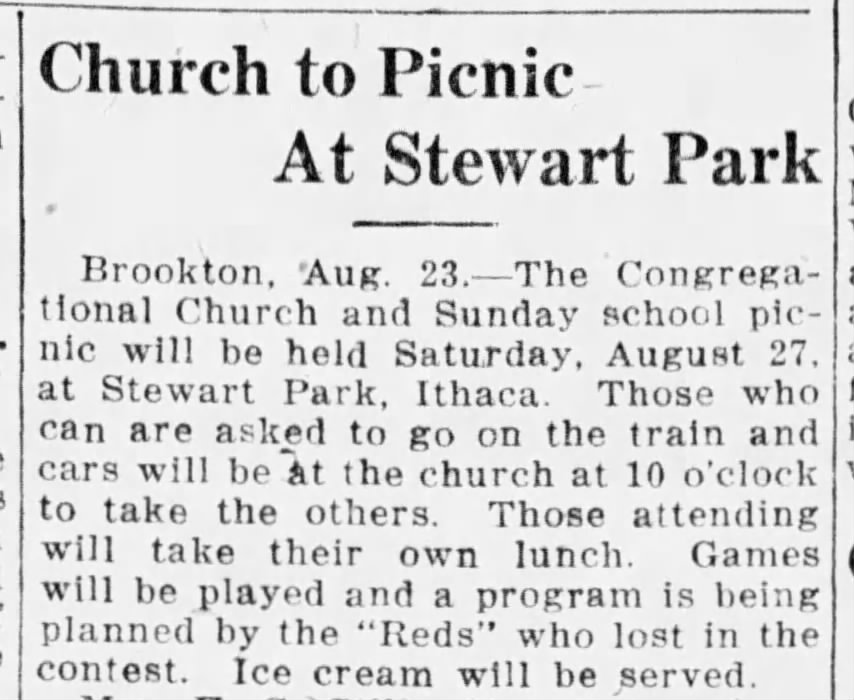 Church to Picnic
At Stewart Park
Brookton, Aug. 23.—The Congrega-
tional Church and Sunday school pic-
nic will be held Saturday, August 27,
at Stewart Park, Ithaca. Those who
can are asked to go on the train and
cars will be at the church at 10 o'clock
to take the others. Those attending
will take their own lunch. Games
will be played and a program is being
planned by the "Reds" who lost in the
contest. Ice cream will be served.